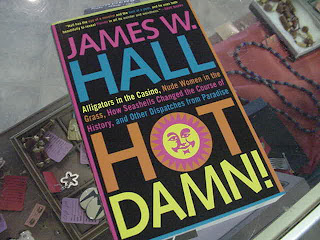 JAMES W.
HALL
Alligators in the Casino, Nude Women in the
Grass, How Seashells Changed the Course of
History, and Other Dispatches from Paradise
HOT
DAMN!